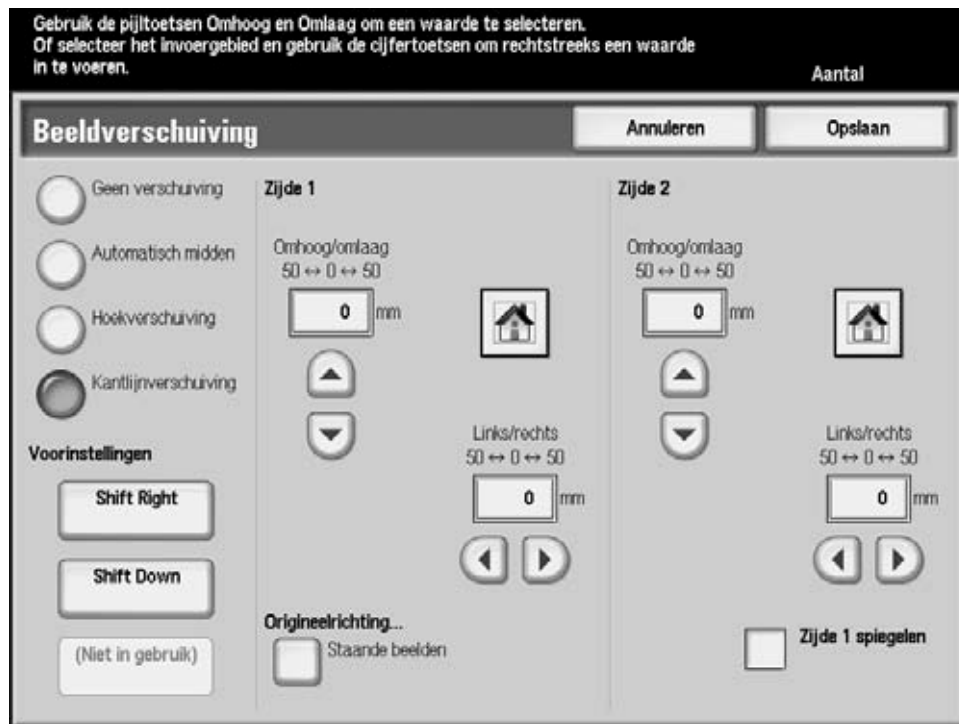 Gebruik de pijltoetsen Omhoog en Omlaag om een waarde te selecteren.
Of selecteer het invoergebied en gebruik de cijfertoetsen om rechtstreeks een waarde
in te voeren.
Aantal
Beeldverschuiving
Annuleren
Opslaan
Geen verschuiving
Automatisch midden
Hoekverschuiving
Kantlijnverschuiving
Voorinstellingen
Shift Right
Shift Down
(Niet in gebruik)
Zijde 1
Omhoog/omlaag
50 ↔ 0 ↔ 50
0 mm
Links/rechts
50 ↔ 0 ↔ 50
0 mm
Origineelrichting...
Staande beelden
Zijde 2
Omhoog/omlaag
50 ↔ 0 ↔ 50
0 mm
Links/rechts
50 ↔ 0 ↔ 50
0 mm
Zijde 1 spiegelen